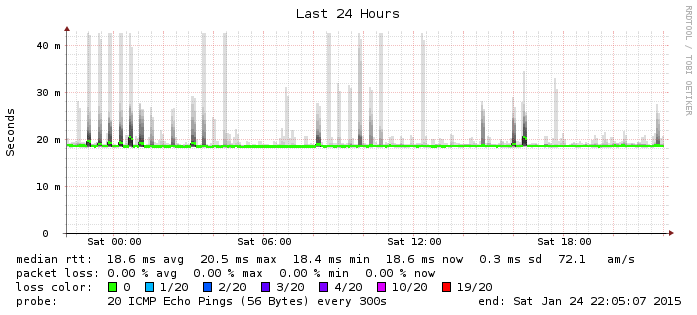 Last 24 Hours
RRDTOOL / TOBI OETIKER
Seconds
40 m
30 m
20 m
10 m
0
Sat 00:00 Sat 06:00 Sat 12:00 Sat 18:00
median rtt: 18.6 ms avg 20.5 ms max 18.4 ms min 18.6 ms now 0.3 ms sd 72.1 am/s
packet loss: 0.00 % avg 0.00 % max 0.00 % min 0.00 % now
loss color: 0 1/20 2/20 3/20 4/20 10/20 19/20
probe: 20 ICMP Echo Pings (56 Bytes) every 300s end: Sat Jan 24 22:05:07 2015